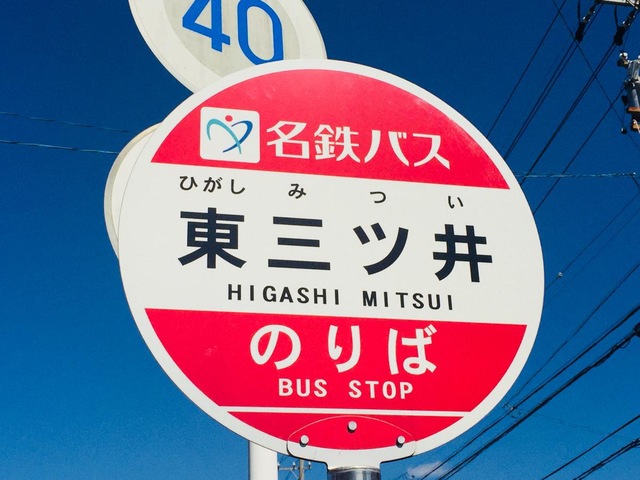 40
名鉄バス
ひがし み つ い
東三ツ井
HIGASHI MITSUI
のりば
BUS STOP